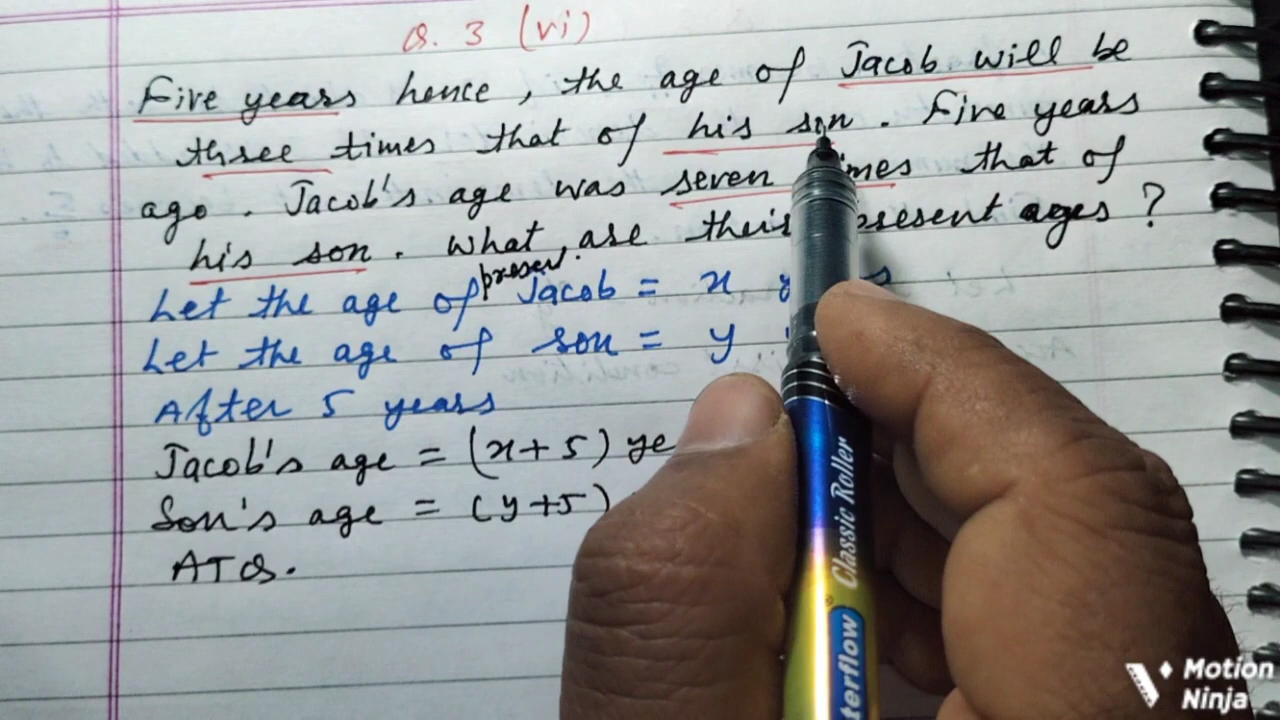 Q. 3 (vi)
Five years hence, the age of Jacob will be
three times that of his son. Five years
ago. Jacob's age was seven times that of
his son. What are their present ages ?
present
Let the age of Jacob = x
Let the age of son = y
After 5 years
Jacob's age = (x+5) ye
Son's age = (y+5)
ATQ.
Classic Roller
terflow
Motion
Ninja